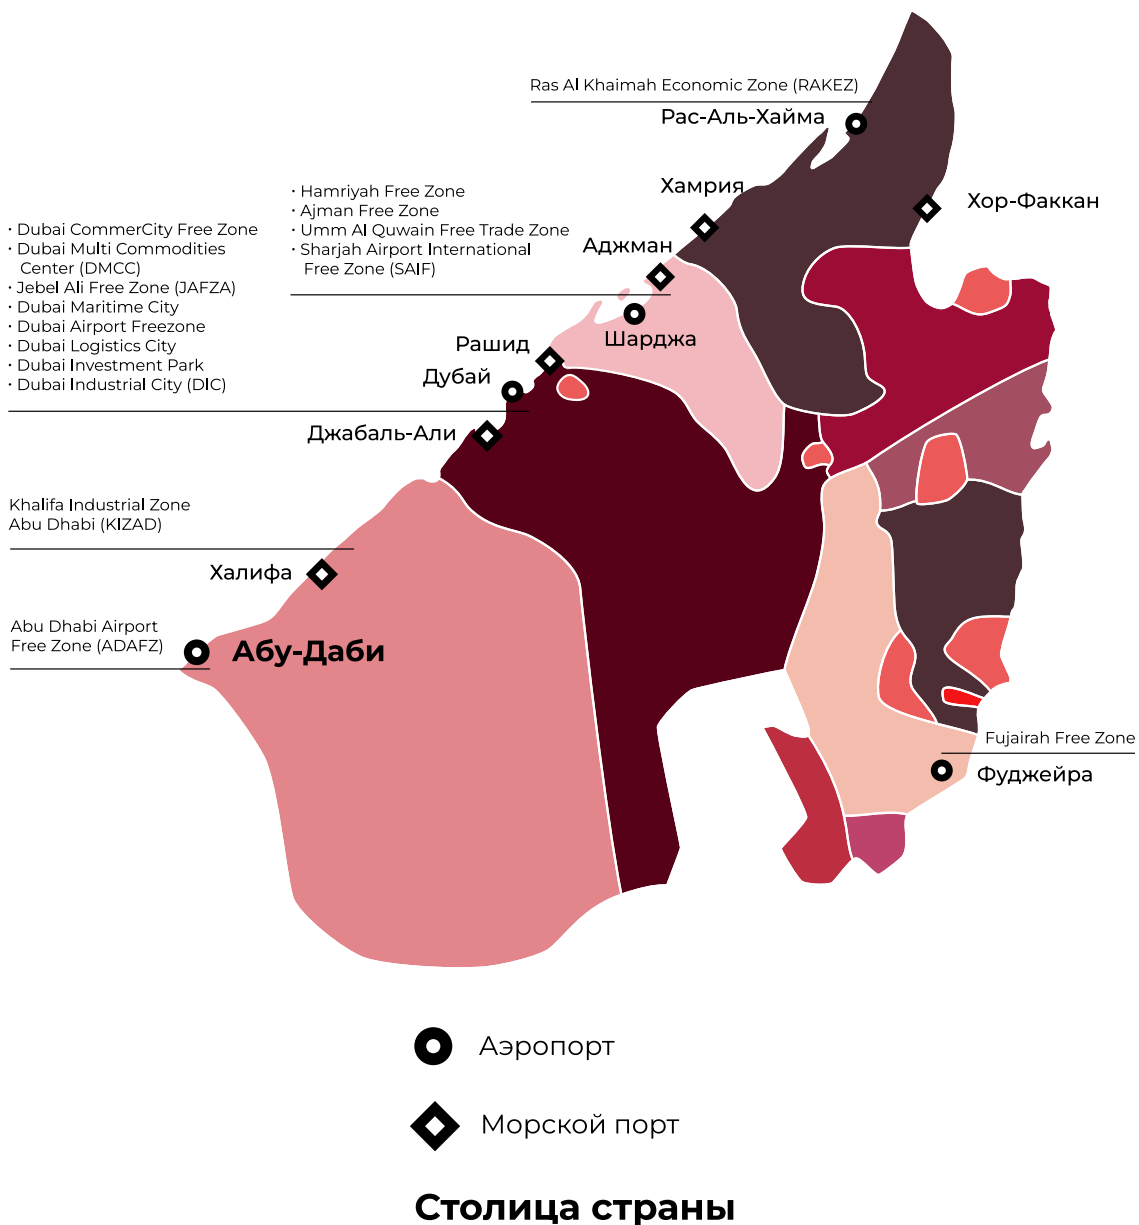 Ras Al Khaimah Economic Zone (RAKEZ)
Рас-Аль-Хайма
Хамрия
Хор-Факкан
· Hamriyah Free Zone
· Ajman Free Zone
· Umm Al Quwain Free Trade Zone
· Sharjah Airport International
Free Zone (SAIF)
Аджман
Шарджа
· Dubai CommerCity Free Zone
· Dubai Multi Commodities
Center (DMCC)
· Jebel Ali Free Zone (JAFZA)
· Dubai Maritime City
· Dubai Airport Freezone
· Dubai Logistics City
· Dubai Investment Park
· Dubai Industrial City (DIC)
Рашид
Дубай
Джабаль-Али
Khalifa Industrial Zone
Abu Dhabi (KIZAD)
Халифа
Abu Dhabi Airport
Free Zone (ADAFZ)
Абу-Даби
Fujairah Free Zone
Фуджейра
Аэропорт
Морской порт
Столица страны